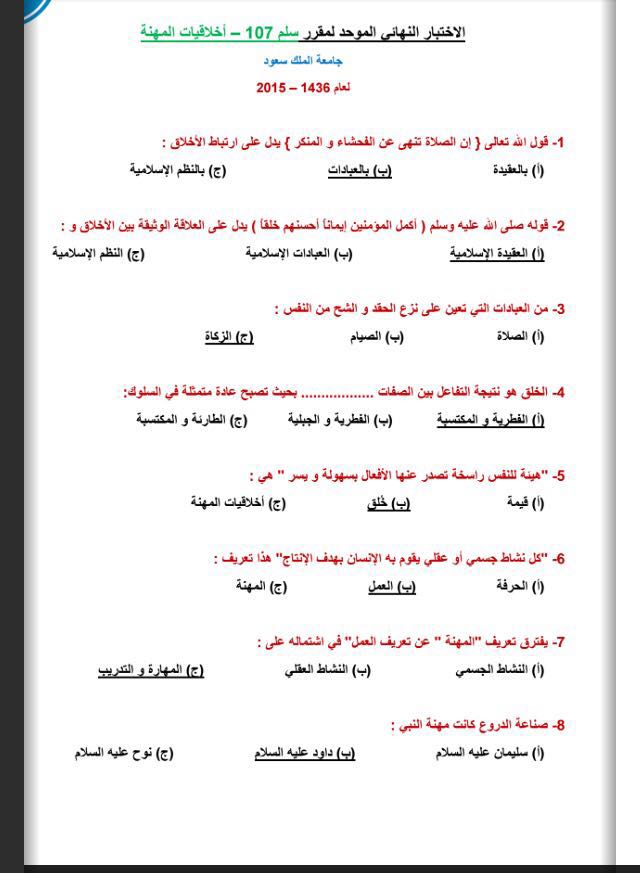 الاختبار النهائي الموحد لمقرر سلم 107 – أخلاقيات المهنة
جامعة الملك سعود
لعام 1436 – 2015
1- قول الله تعالى { إن الصلاة تنهى عن الفحشاء و المنكر } يدل على ارتباط الأخلاق :
(أ) بالعقيدة (ب) بالعبادات (ج) بالنظم الإسلامية
2- قوله صلى الله عليه وسلم ( أكمل المؤمنين إيماناً أحسنهم خلقاً ) يدل على العلاقة الوثيقة بين الأخلاق و :
(أ) العقيدة الإسلامية (ب) العبادات الإسلامية (ج) النظم الإسلامية
3- من العبادات التي تعين على نزع الحقد و الشح من النفس :
(أ) الصلاة (ب) الصيام (ج) الزكاة
4- الخلق هو نتيجة التفاعل بين الصفات .................. بحيث تصبح عادة متمثلة في السلوك:
(أ) الفطرية و المكتسبة (ب) الفطرية و الجبلية (ج) الطارئة و المكتسبة
5- "هيئة للنفس راسخة تصدر عنها الأفعال بسهولة و يسر " هي :
(أ) قيمة (ب) خُلق (ج) أخلاقيات المهنة
6- "كل نشاط جسمي أو عقلي يقوم به الإنسان بهدف الإنتاج" هذا تعريف :
(أ) الحرفة (ب) العمل (ج) المهنة
7- يفترق تعريف "المهنة " عن تعريف العمل" في اشتماله على :
(أ) النشاط الجسمي (ب) النشاط العقلي (ج) المهارة و التدريب
8- صناعة الدروع كانت مهنة النبي :
(أ) سليمان عليه السلام (ب) داود عليه السلام (ج) نوح عليه السلام